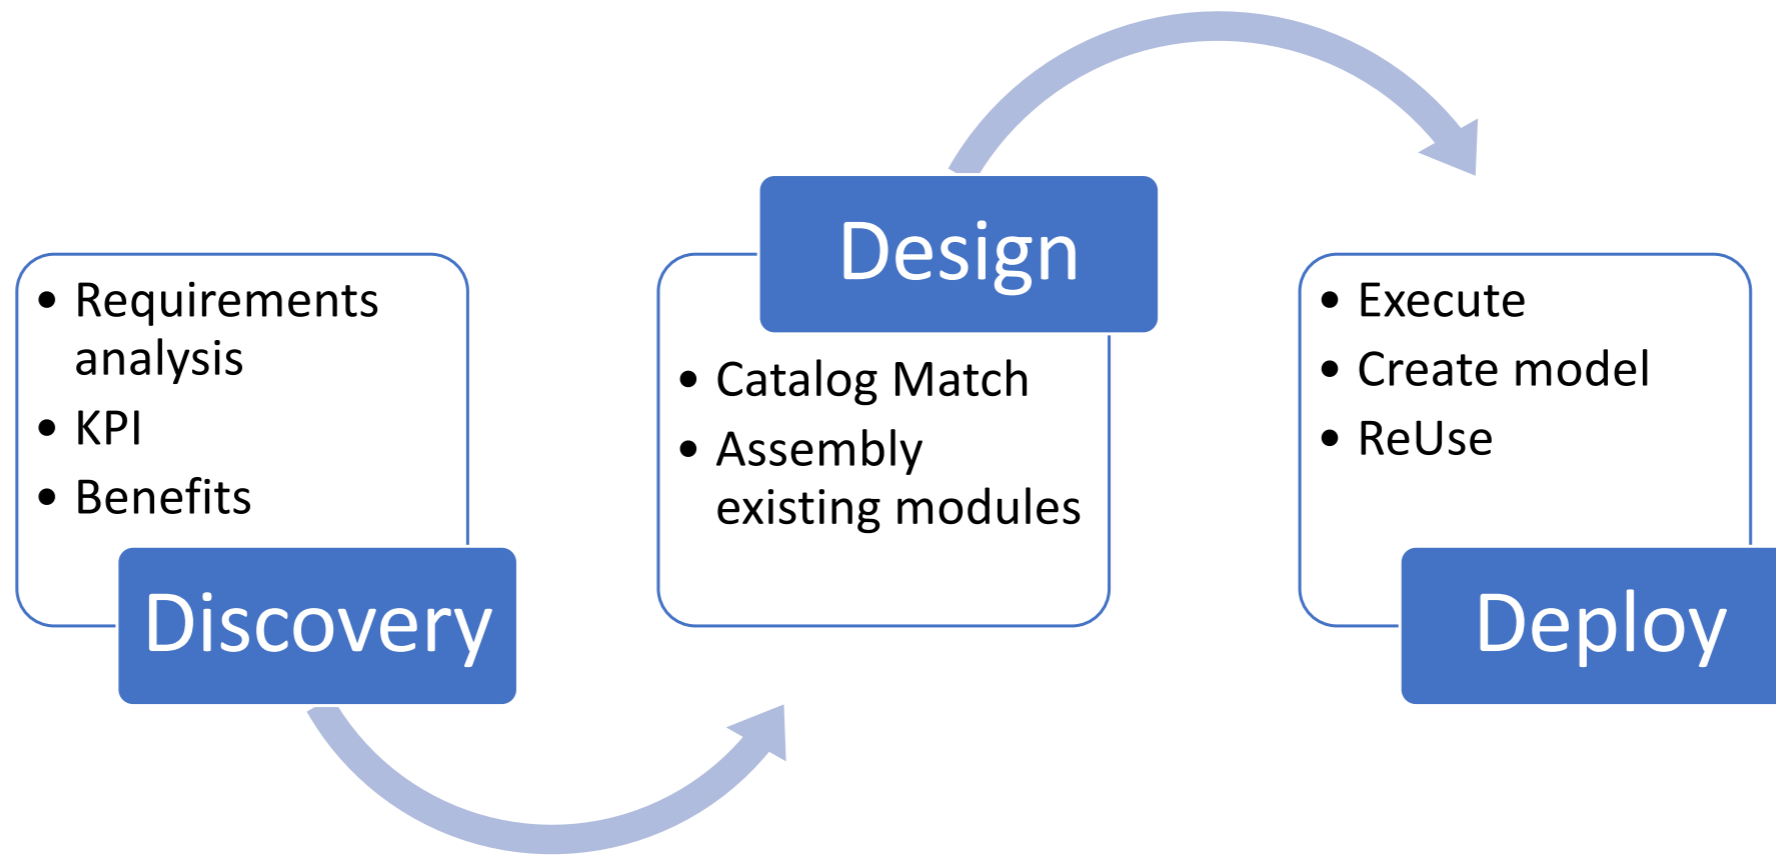 • Requirements
analysis
• KPI
• Benefits
Discovery
Design
• Catalog Match
• Assembly
existing modules
• Execute
• Create model
• ReUse
Deploy